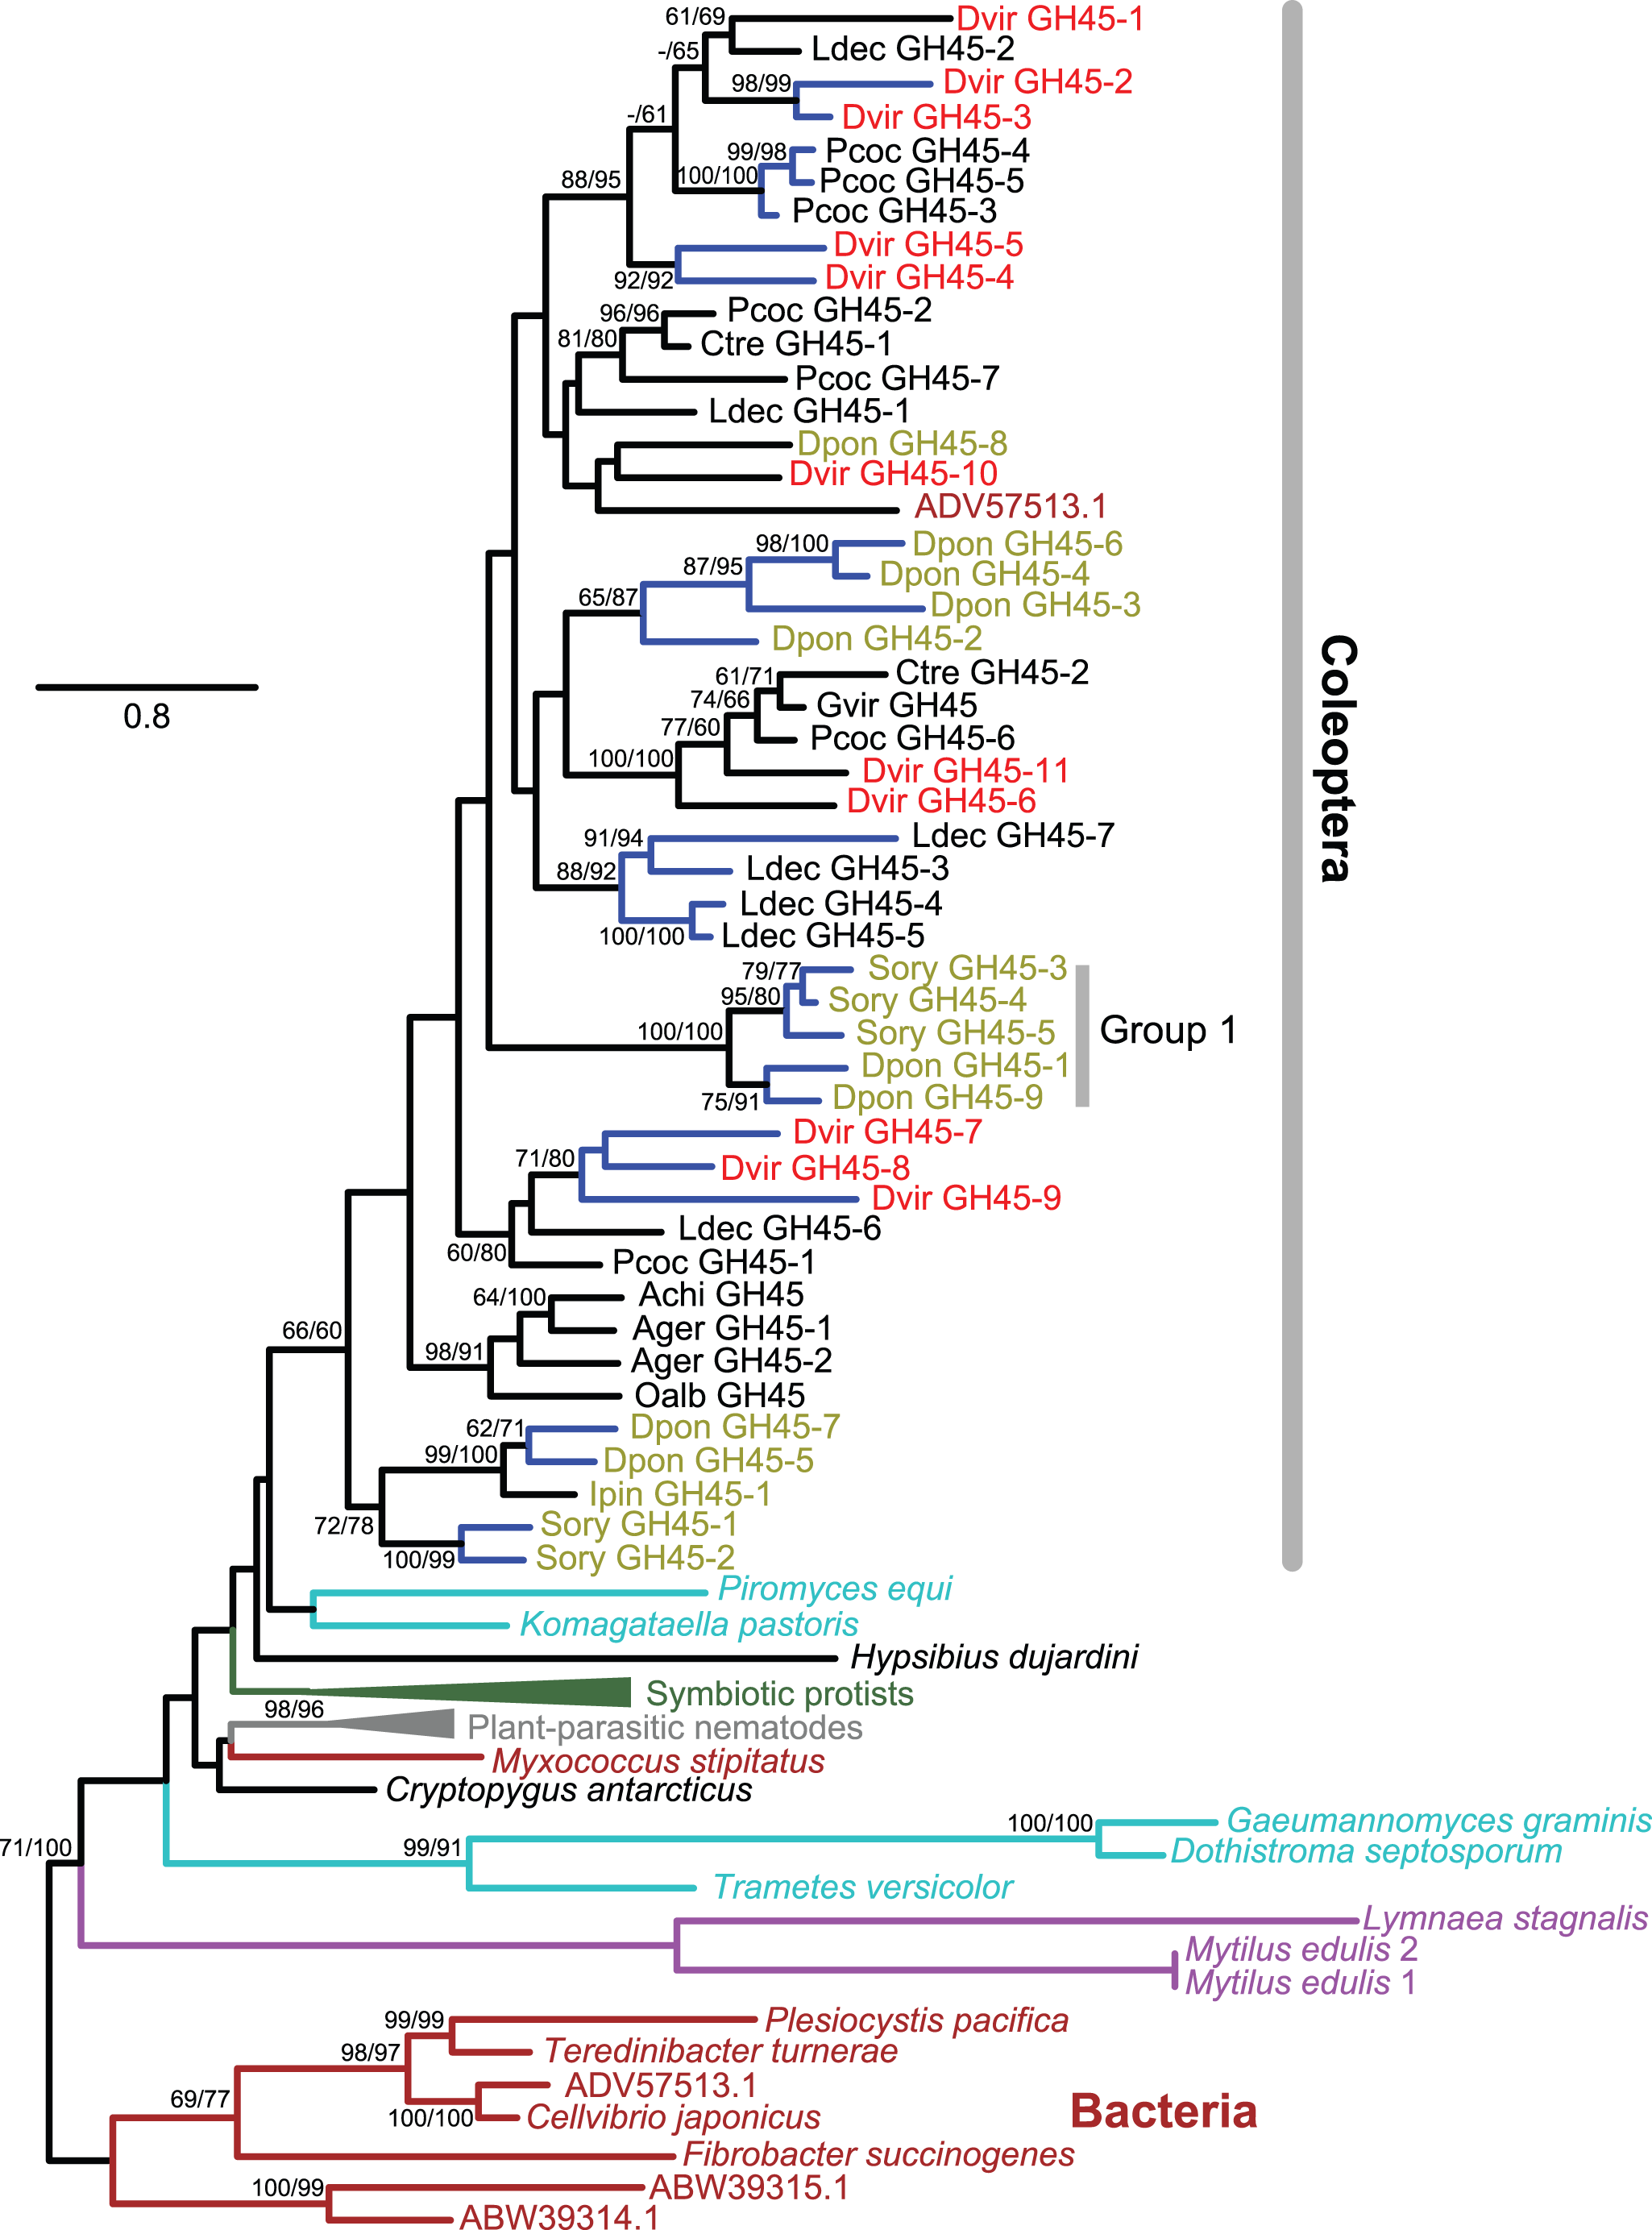 61/69
Dvir GH45-1
-/65
Ldec GH45-2
98/99
Dvir GH45-2
-/61
Dvir GH45-3
99/98
Pcoc GH45-4
88/95
100/100
Pcoc GH45-5
Pcoc GH45-3
Dvir GH45-5
92/92
Dvir GH45-4
96/96
Pcoc GH45-2
81/80
Ctre GH45-1
Pcoc GH45-7
Ldec GH45-1
Dpon GH45-8
Dvir GH45-10
ADV57513.1
98/100
Dpon GH45-6
87/95
Dpon GH45-4
65/87
Dpon GH45-3
Dpon GH45-2
61/71
Ctre GH45-2
74/66
Gvir GH45
77/60
Pcoc GH45-6
100/100
Dvir GH45-11
Dvir GH45-6
0.8
Coleoptera
91/94
Ldec GH45-7
88/92
Ldec GH45-3
Ldec GH45-4
100/100
Ldec GH45-5
79/77
Sory GH45-3
95/80
Sory GH45-4
100/100
Sory GH45-5
Group 1
Dpon GH45-1
75/91
Dpon GH45-9
Dvir GH45-7
71/80
Dvir GH45-8
Dvir GH45-9
Ldec GH45-6
60/80
Pcoc GH45-1
64/100
Achi GH45
66/60
Ager GH45-1
98/91
Ager GH45-2
Oalb GH45
62/71
Dpon GH45-7
99/100
Dpon GH45-5
Ipin GH45-1
72/78
Sory GH45-1
100/99
Sory GH45-2
Piromyces equi
Komagataella pastoris
Hypsibius dujardini
Symbiotic protists
98/96
Plant-parasitic nematodes
Myxococcus stipitatus
Cryptopygus antarcticus
100/100
Gaeumannomyces graminis
71/100
99/91
Dothistroma septosporum
Trametes versicolor
Lymnaea stagnalis
Mytilus edulis 2
Mytilus edulis 1
99/99
Plesiocystis pacifica
98/97
Teredinibacter turnerae
69/77
ADV57513.1
100/100
Cellvibrio japonicus
Bacteria
Fibrobacter succinogenes
100/99
ABW39315.1
ABW39314.1